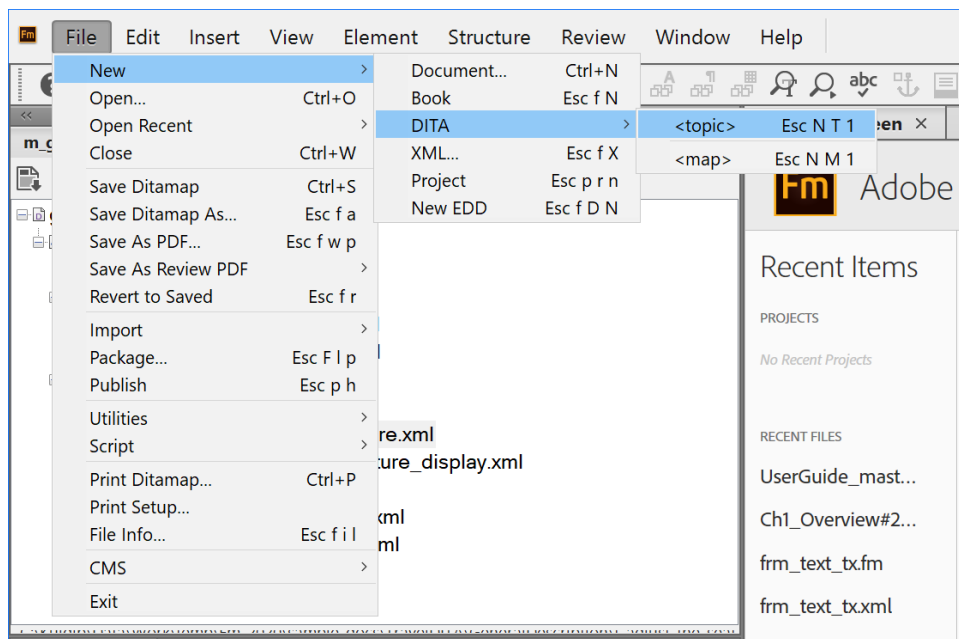 Fm File Edit Insert View Element Structure Review Window Help
New >
Open... Ctrl+O
Open Recent >
Close Ctrl+W
Save Ditamap Ctrl+S
Save Ditamap As... Esc f a
Save As PDF... Esc f w p
Save As Review PDF >
Revert to Saved Esc f r
Import >
Package... Esc F l p
Publish Esc p h
Utilities >
Script >
Print Ditamap... Ctrl+P
Print Setup...
File Info... Esc f i l
CMS >
Exit
Document... Ctrl+N
Book Esc f N
DITA >
XML... Esc f X
Project Esc p r n
New EDD Esc f D N
<topic> Esc N T 1
<map> Esc N M 1
een ×
abc
<<
m_g
re.xml
ture_display.xml
xml
ml
Fm Adobe
Recent Items
PROJECTS
No Recent Projects
RECENT FILES
UserGuide_mast...
Ch1_Overview#2...
frm_text_tx.fm
frm_text_tx.xml